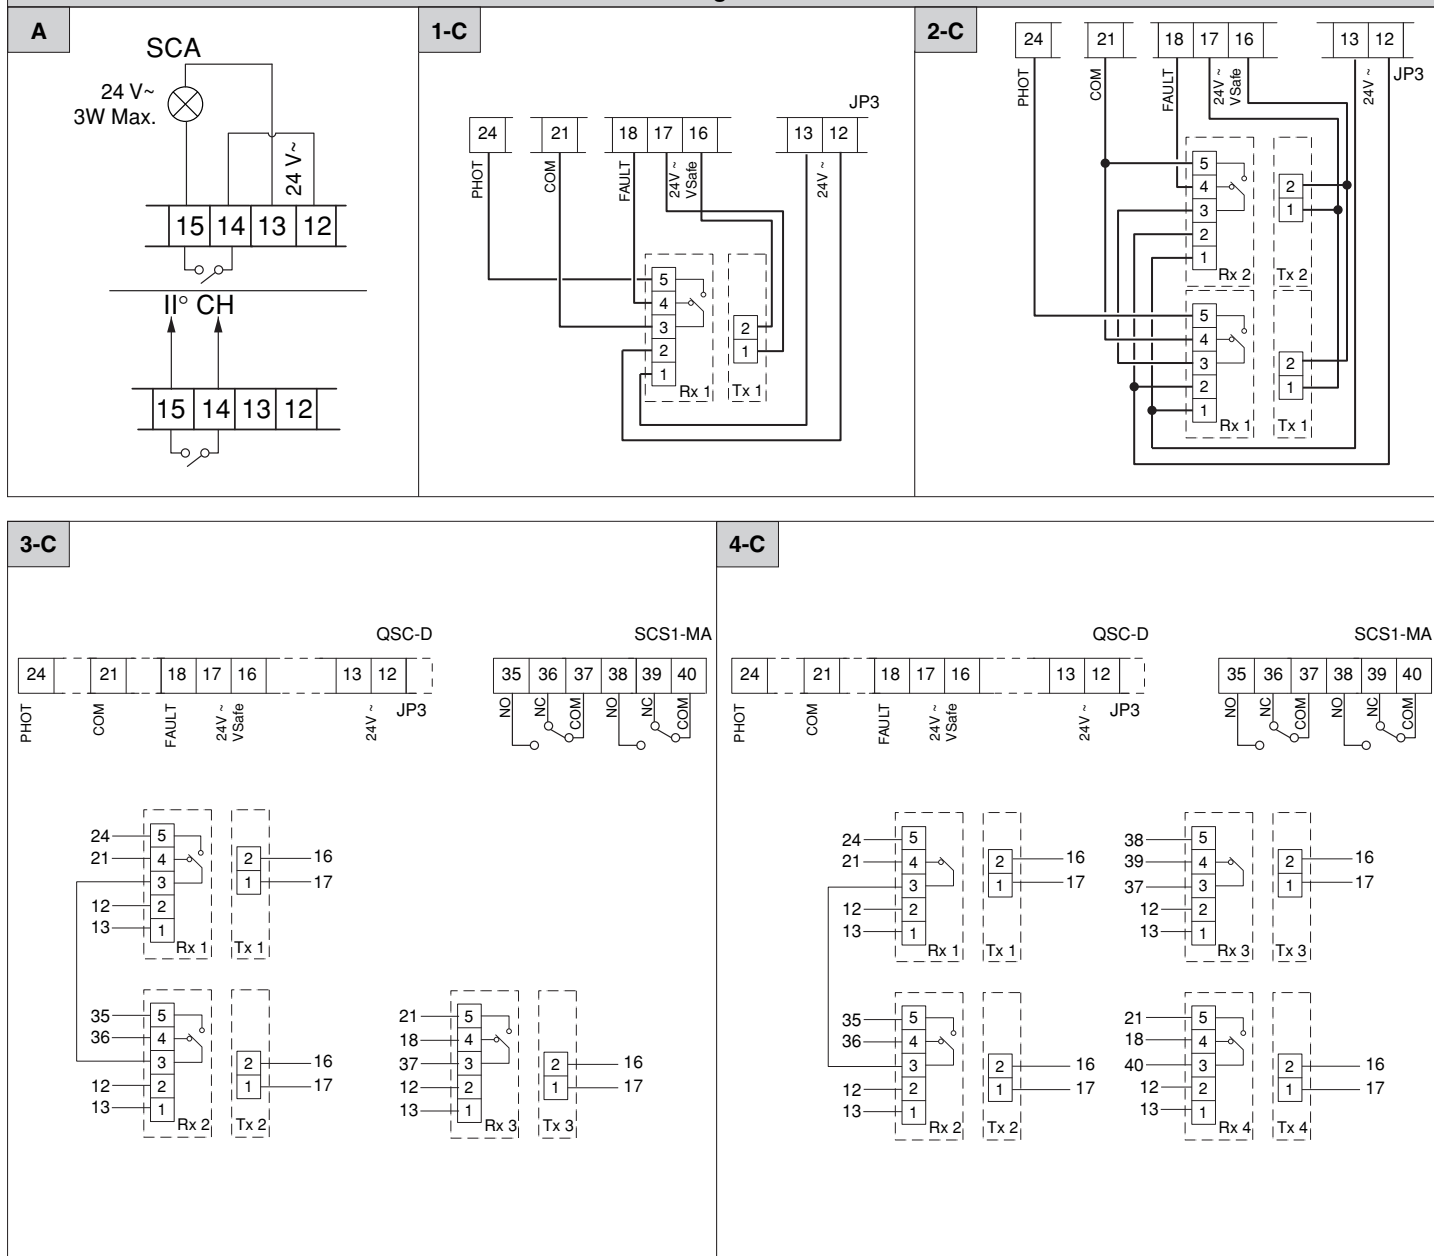 A
SCA
24 V~
3W Max.
24 V~
15 14 13 12
II° CH
15 14 13 12
1-C
JP3
24 21 18 17 16 13 12
PHOT COM FAULT 24V ~ VSafe 24V ~
5
4
3
2 2
1 1
Rx 1 Tx 1
2-C
24 21 18 17 16 13 12
JP3
PHOT COM FAULT 24V ~ VSafe 24V ~
5
4 2
3 1
2
1
Rx 2 Tx 2
5
4
3 2
2 1
1
Rx 1 Tx 1
3-C
QSC-D SCS1-MA
24 21 18 17 16 13 12 35 36 37 38 39 40
JP3
PHOT COM FAULT 24V ~ VSafe 24V ~ NO NC COM NO NC COM
24 5
21 4 2 16
3 1 17
12 2
13 1
Rx 1 Tx 1
35 5
36 4
3 2 16
12 2 1 17
13 1
Rx 2 Tx 2
21 5
18 4
37 3 2 16
12 2 1 17
13 1
Rx 3 Tx 3
4-C
QSC-D SCS1-MA
24 21 18 17 16 13 12 35 36 37 38 39 40
JP3
PHOT COM FAULT 24V ~ VSafe 24V ~ NO NC COM NO NC COM
24 5
21 4 2 16
3 1 17
12 2
13 1
Rx 1 Tx 1
38 5
39 4 2 16
37 3 1 17
12 2
13 1
Rx 3 Tx 3
35 5
36 4
3 2 16
12 2 1 17
13 1
Rx 2 Tx 2
21 5
18 4
40 3 2 16
12 2 1 17
13 1
Rx 4 Tx 4